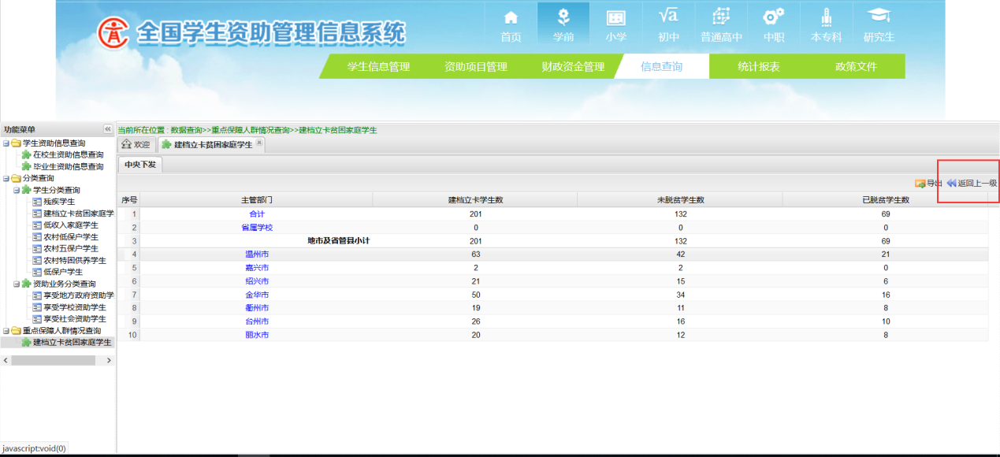 全国学生资助管理信息系统
首页 学前 小学 初中 普通高中 中职 本专科 研究生
学生信息管理 资助项目管理 财政资金管理 信息查询 统计报表 政策文件
功能菜单
学生资助信息查询
在校生资助信息查询
毕业生资助信息查询
分类查询
学生分类查询
残疾学生
建档立卡贫困家庭学
低收入家庭学生
农村低保户学生
农村五保户学生
农村特困供养学生
低保户学生
资助业务分类查询
享受地方政府资助学
享受学校资助学生
享受社会资助学生
重点保障人群情况查询
建档立卡贫困家庭学生
当前所在位置 : 数据查询>>重点保障人群情况查询>>建档立卡贫困家庭学生
欢迎 建档立卡贫困家庭学生
中央下发
导出 返回上一级
序号 主管部门 建档立卡学生数 未脱贫学生数 已脱贫学生数
1 合计 201 132 69
2 省属学校 0 0 0
3 地市及省管县小计 201 132 69
4 温州市 63 42 21
5 嘉兴市 2 2 0
6 绍兴市 21 15 6
7 金华市 50 34 16
8 衢州市 19 11 8
9 台州市 26 16 10
10 丽水市 20 12 8
javascript:void(0)